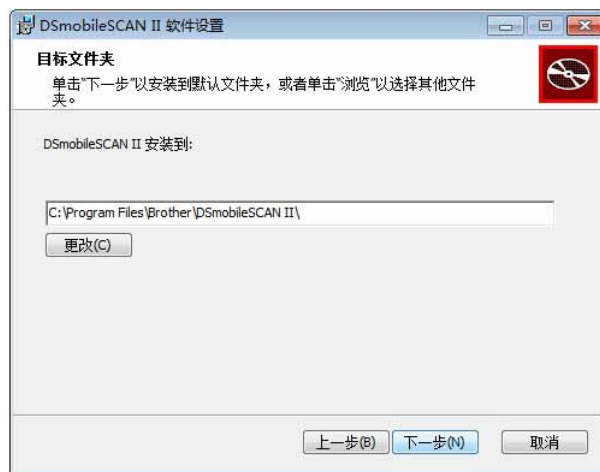 DSmobileSCAN II 软件设置
目标文件夹
单击"下一步"以安装到默认文件夹，或者单击"浏览"以选择其他文件
夹。
DSmobileSCAN II 安装到:
C:\Program Files\Brother\DSmobileSCAN II\
更改(C)
上一步(B) 下一步(N) 取消